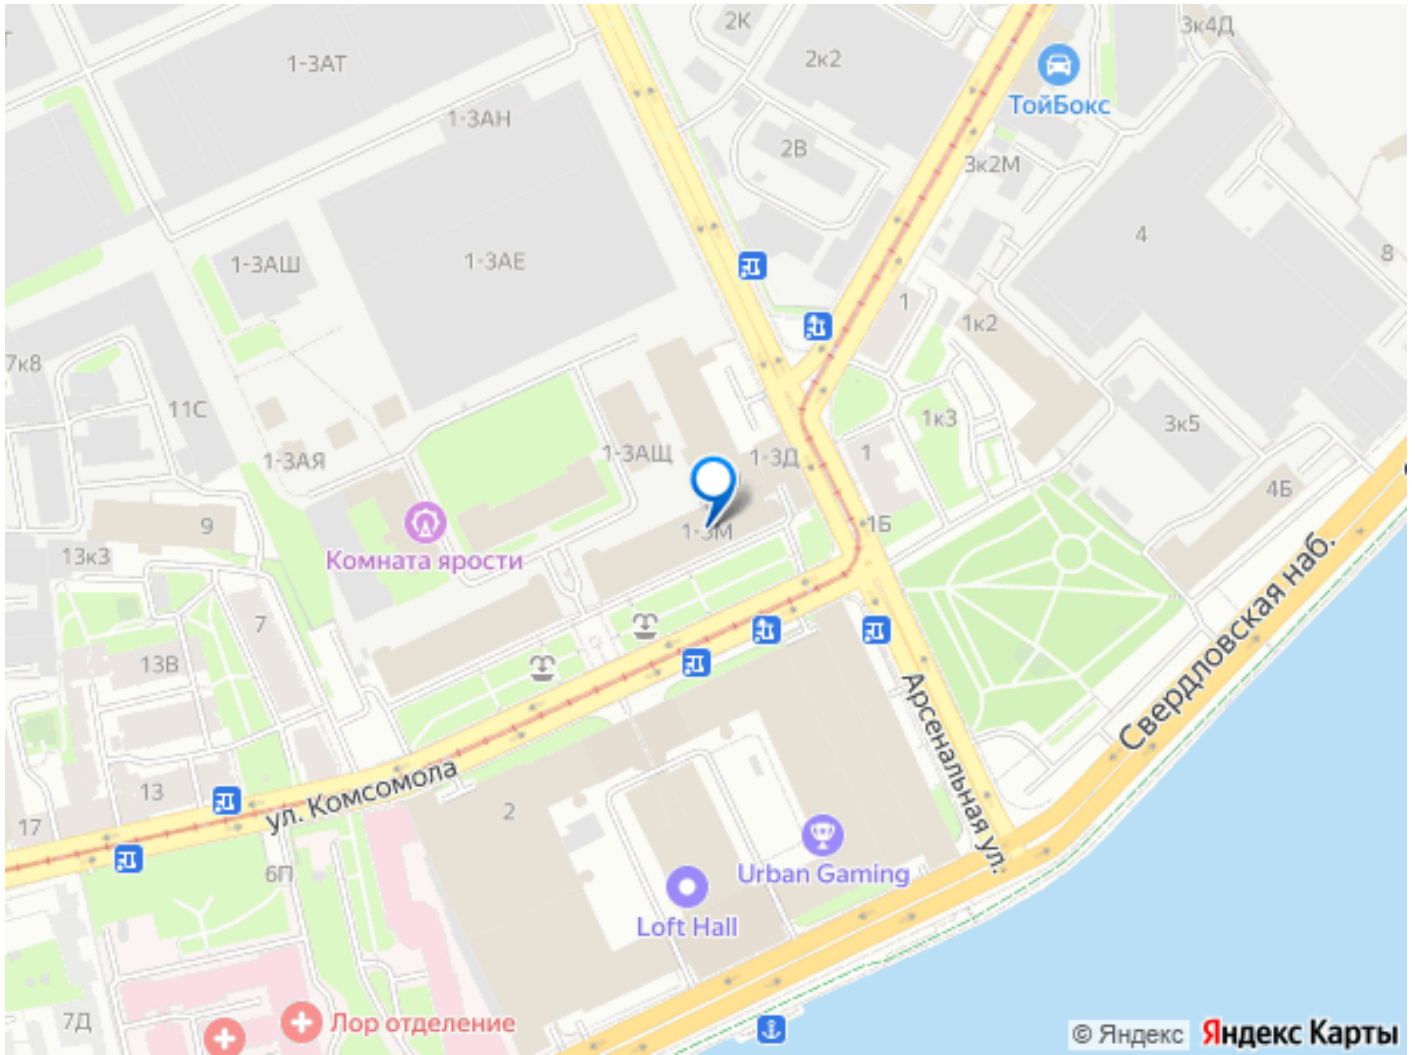 2К
3к4Д
1-3АТ
2к2
ТойБокс
1-3АН
2В
3к2М
4
8
1-3АШ
1-3АЕ
1
1к2
7к8
11С
1к3
3к5
1-3АЯ
1-3АЩ
1-3Д
1
4Б
9
1-3М
1Б
13к3
Комната ярости
7
13В
Свердловская наб.
Арсенальная ул.
ул. Комсомола
13
2
17
6П
Urban Gaming
Loft Hall
7Д
Лор отделение
© Яндекс Яндекс Карты